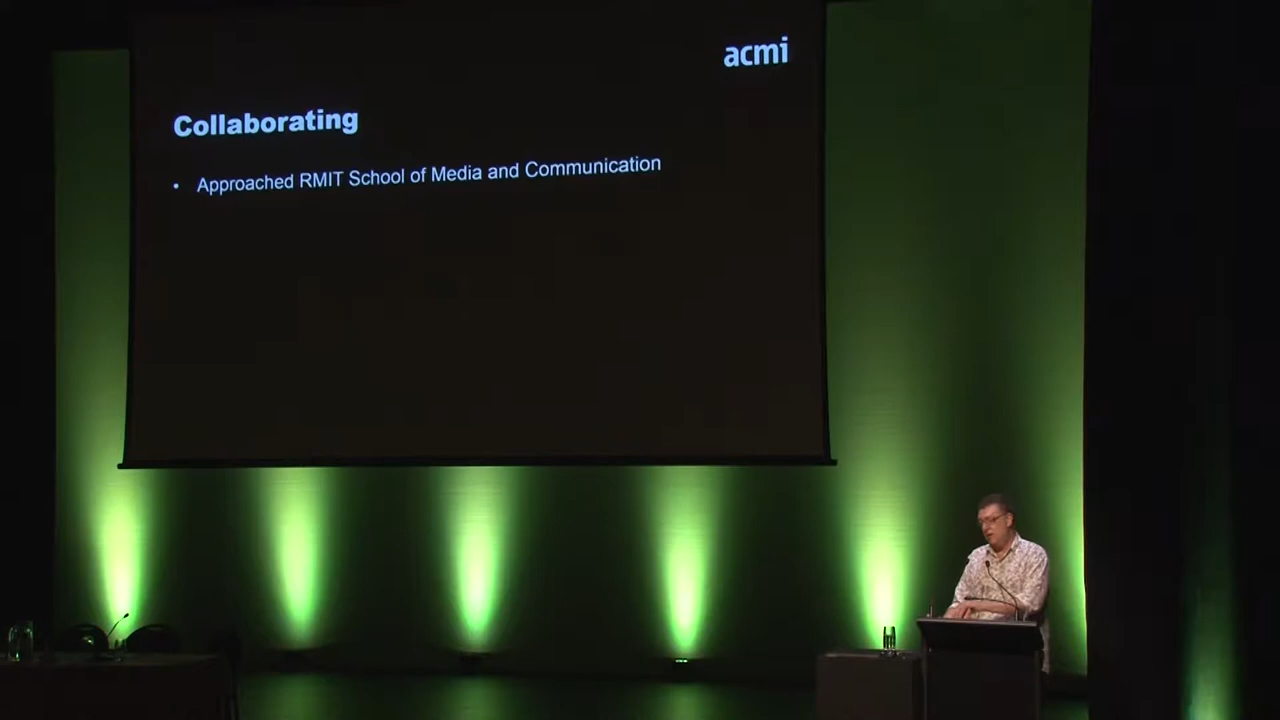 acmi
Collaborating
• Approached RMIT School of Media and Communication